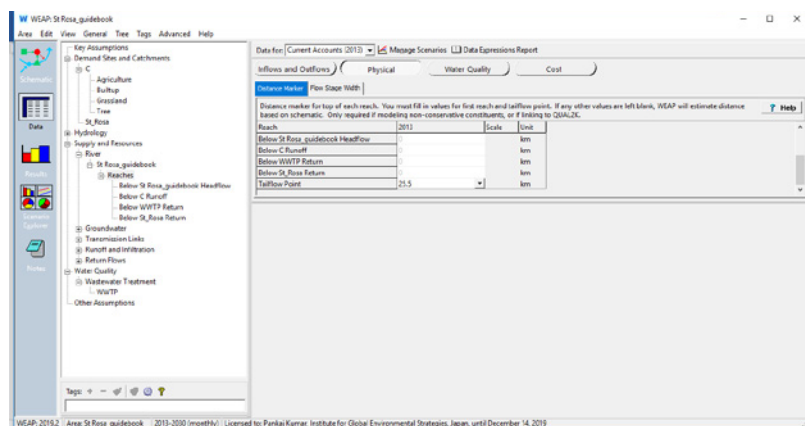 WEAP: St Rosa_guidebook
Area Edit View General Tree Tags Advanced Help
Schematic
Data
Results
Scenario Explorer
Notes
Key Assumptions
Demand Sites and Catchments
C
Agriculture
Builtup
Grassland
Tree
St_Rosa
Hydrology
Supply and Resources
River
St Rosa_guidebook
Reaches
Below St Rosa_guidebook Headflow
Below C Runoff
Below WWTP Return
Below St_Rosa Return
Groundwater
Transmission Links
Runoff and Infiltration
Return Flows
Water Quality
Wastewater Treatment
WWTP
Other Assumptions
Tags:
Data for: Current Accounts (2013) Manage Scenarios Data Expressions Report
Inflows and Outflows Physical Water Quality Cost
Distance Marker Flow Stage Width
Distance marker for top of each reach. You must fill in values for first reach and tailflow point. If any other values are left blank, WEAP will estimate distance
based on schematic. Only required if modeling non-conservative constituents, or if linking to QUAL2K.
? Help
Reach 2013 Scale Unit
Below St Rosa_guidebook Headflow 0 km
Below C Runoff 0 km
Below WWTP Return 0 km
Below St_Rosa Return 0 km
Tailflow Point 25.5 km
WEAP: 2019.2 Area: St Rosa_guidebook 2013-2030 (monthly) Licensed to: Pankaj Kumar, Institute for Global Environmental Strategies, Japan, until December 14, 2019